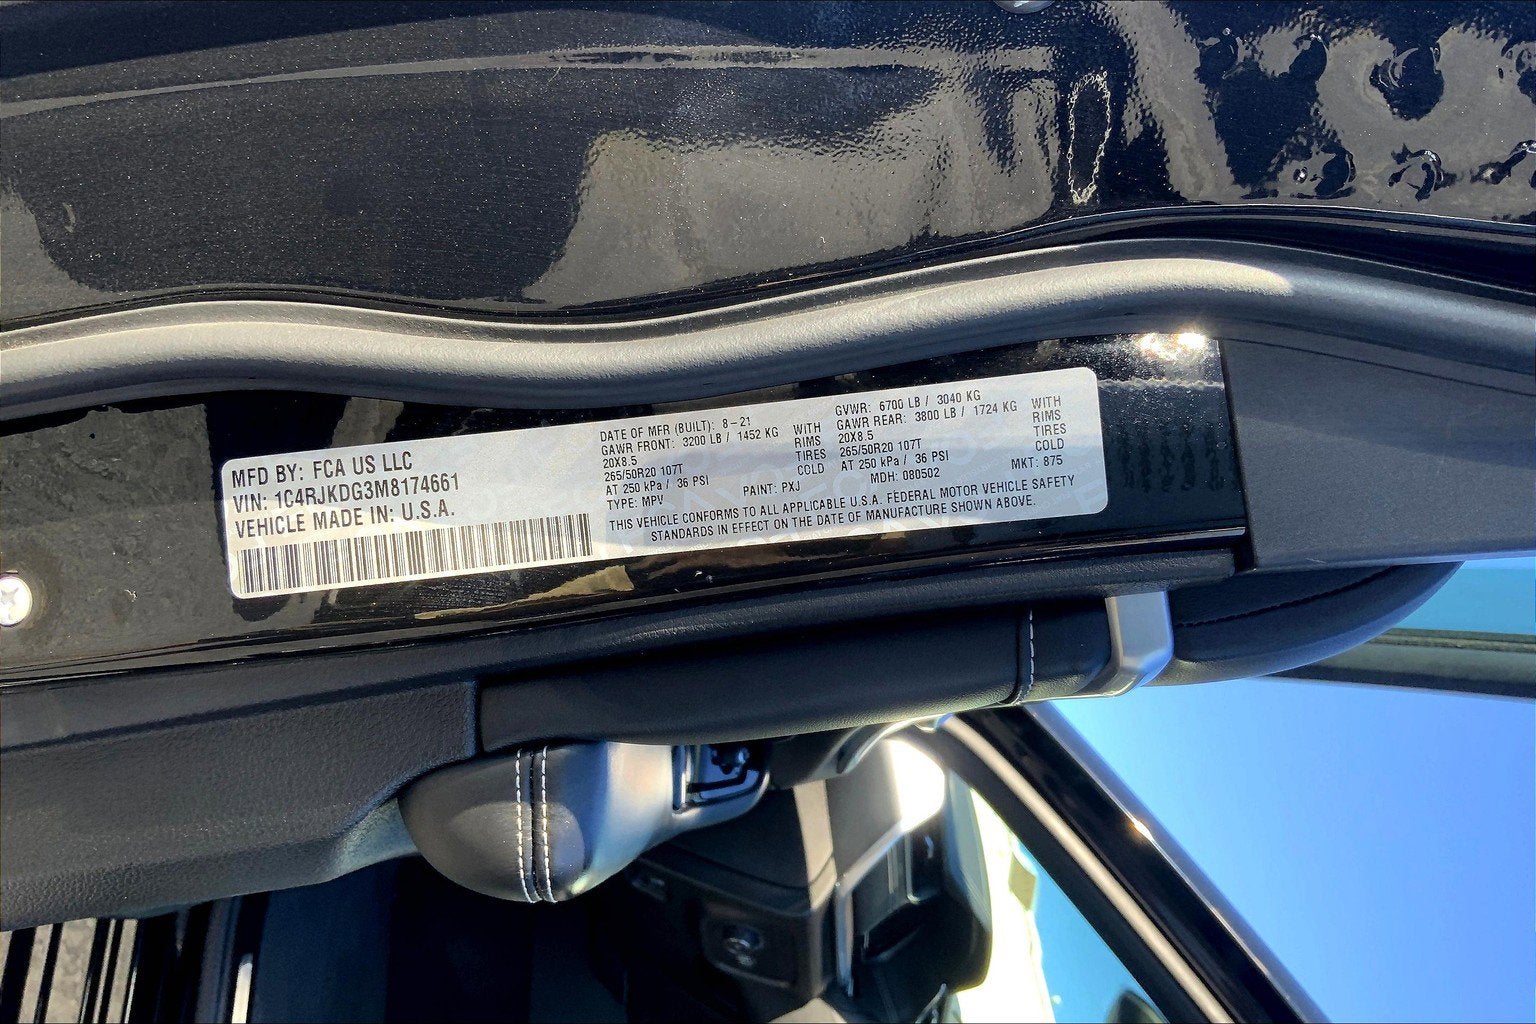 MFD BY: FCA US LLC
VIN: 1C4RJKDG3M8174661
VEHICLE MADE IN: U.S.A.
DATE OF MFR (BUILT): 8-21
GAWR FRONT: 3200 LB / 1452 KG WITH
20X8.5 RIMS
265/50R20 107T TIRES
AT 250 kPa / 36 PSI COLD
TYPE: MPV
PAINT: PXJ
GVWR: 6700 LB / 3040 KG
GAWR REAR: 3800 LB / 1724 KG WITH
20X8.5 RIMS
265/50R20 107T TIRES
AT 250 kPa / 36 PSI COLD
MDH: 080502
MKT: 875
THIS VEHICLE CONFORMS TO ALL APPLICABLE U.S.A. FEDERAL MOTOR VEHICLE SAFETY
STANDARDS IN EFFECT ON THE DATE OF MANUFACTURE SHOWN ABOVE.